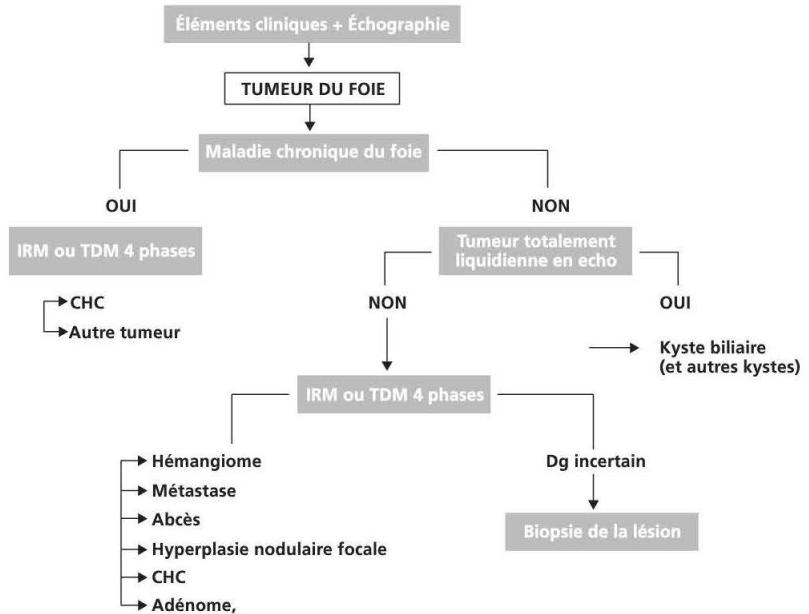 Éléments cliniques + Échographie
TUMEUR DU FOIE
Maladie chronique du foie
OUI
NON
IRM ou TDM 4 phases
CHC
Autre tumeur
Tumeur totalement
liquidienne en echo
NON
OUI
Kyste biliaire
(et autres kystes)
IRM ou TDM 4 phases
Hémangiome
Métastase
Abcès
Hyperplasie nodulaire focale
CHC
Adénome,
Dg incertain
Biopsie de la lésion